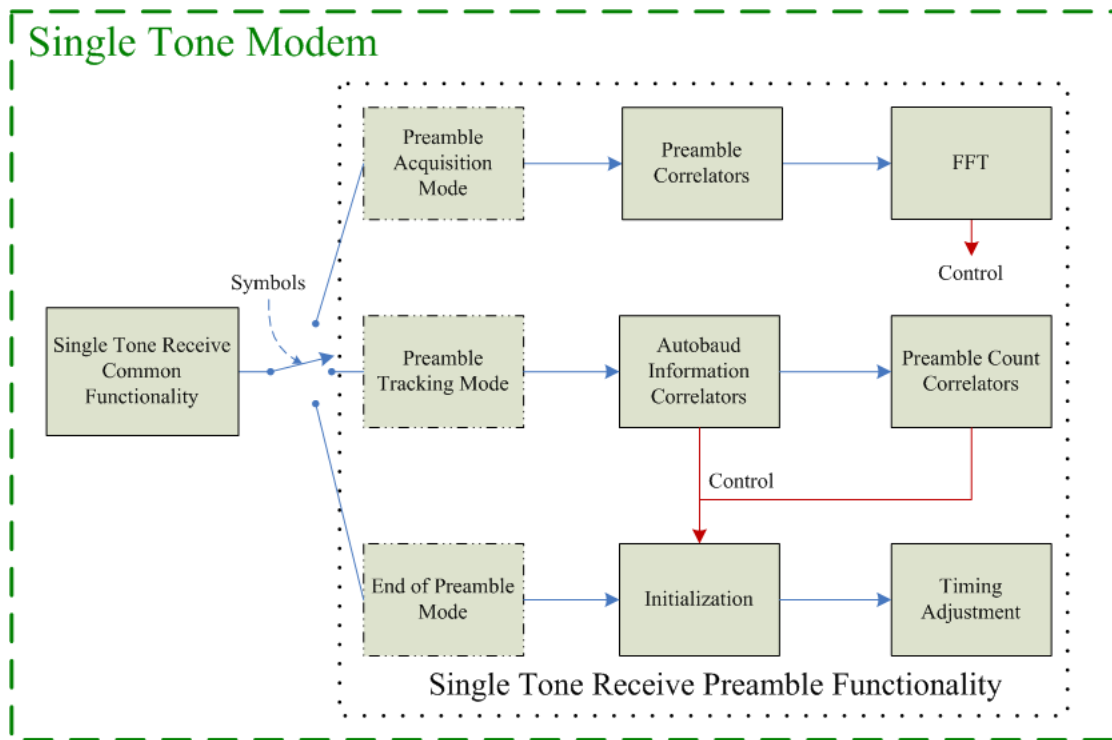 Single Tone Modem
Preamble
Acquisition
Mode
Preamble
Correlators
FFT
Control
Symbols
Single Tone Receive
Common
Functionality
Preamble
Tracking Mode
Autobaud
Information
Correlators
Preamble Count
Correlators
Control
End of Preamble
Mode
Initialization
Timing
Adjustment
Single Tone Receive Preamble Functionality